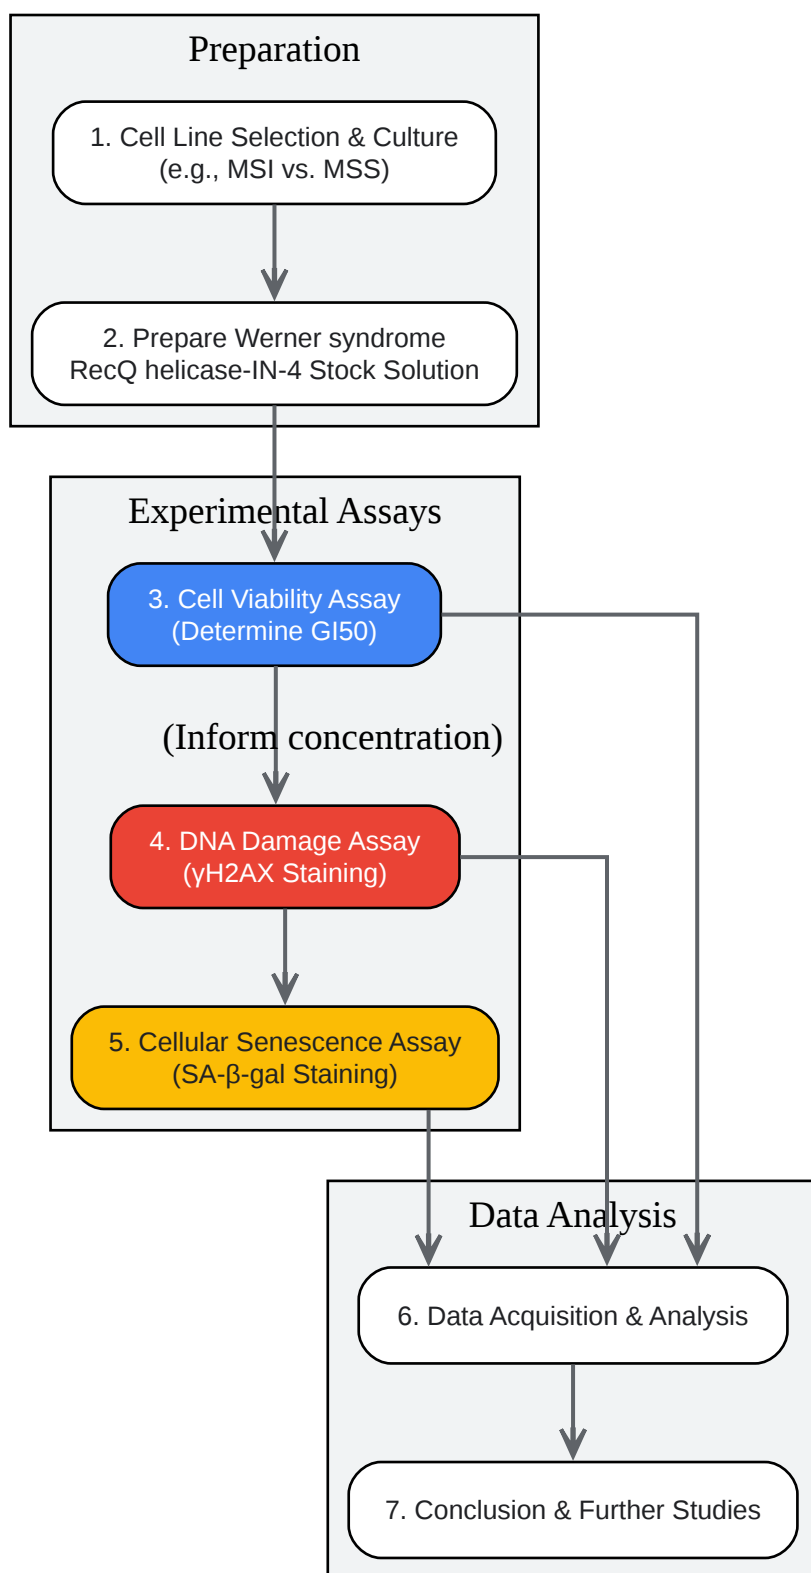 Preparation
1. Cell Line Selection & Culture
(e.g., MSI vs. MSS)
2. Prepare Werner syndrome
RecQ helicase-IN-4 Stock Solution
Experimental Assays
3. Cell Viability Assay
(Determine GI50)
(Inform concentration)
4. DNA Damage Assay
(γH2AX Staining)
5. Cellular Senescence Assay
(SA-β-gal Staining)
Data Analysis
6. Data Acquisition & Analysis
7. Conclusion & Further Studies